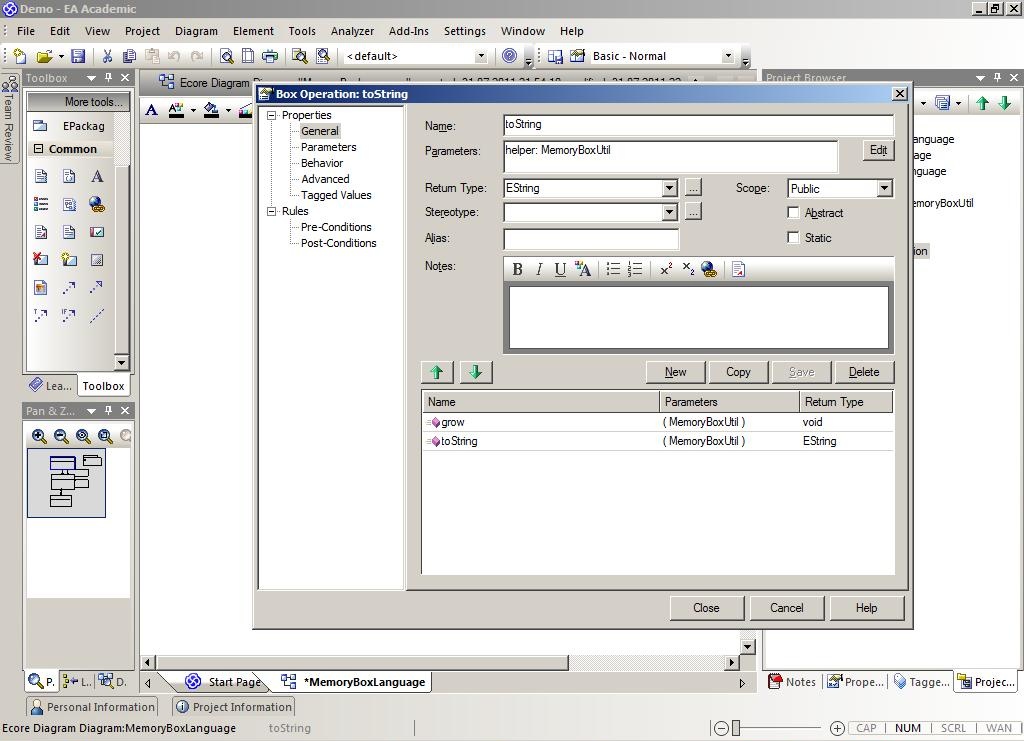 Demo - EA Academic
File Edit View Project Diagram Element Tools Analyzer Add-Ins Settings Window Help
<default> Basic - Normal
Toolbox
Project Browser
Team Review
More tools...
EPackag
Common
Ecore Diagram
Box Operation: toString
Properties
General
Parameters
Behavior
Advanced
Tagged Values
Rules
Pre-Conditions
Post-Conditions
Name: toString
Parameters: helper: MemoryBoxUtil Edit
Return Type: EString ... Scope: Public
Stereotype: ... Abstract
Alias: Static
Notes: B I U A x² x₂
New Copy Save Delete
Name Parameters Return Type
grow ( MemoryBoxUtil ) void
toString ( MemoryBoxUtil ) EString
Close Cancel Help
anguage
age
nguage
emoryBoxUtil
ion
Lea... Toolbox
Pan & Z...
P. L.. D.
Start Page *MemoryBoxLanguage
Notes Prope... Tagge... Projec...
Personal Information Project Information
Ecore Diagram Diagram:MemoryBoxLanguage toString CAP NUM SCRL WAN